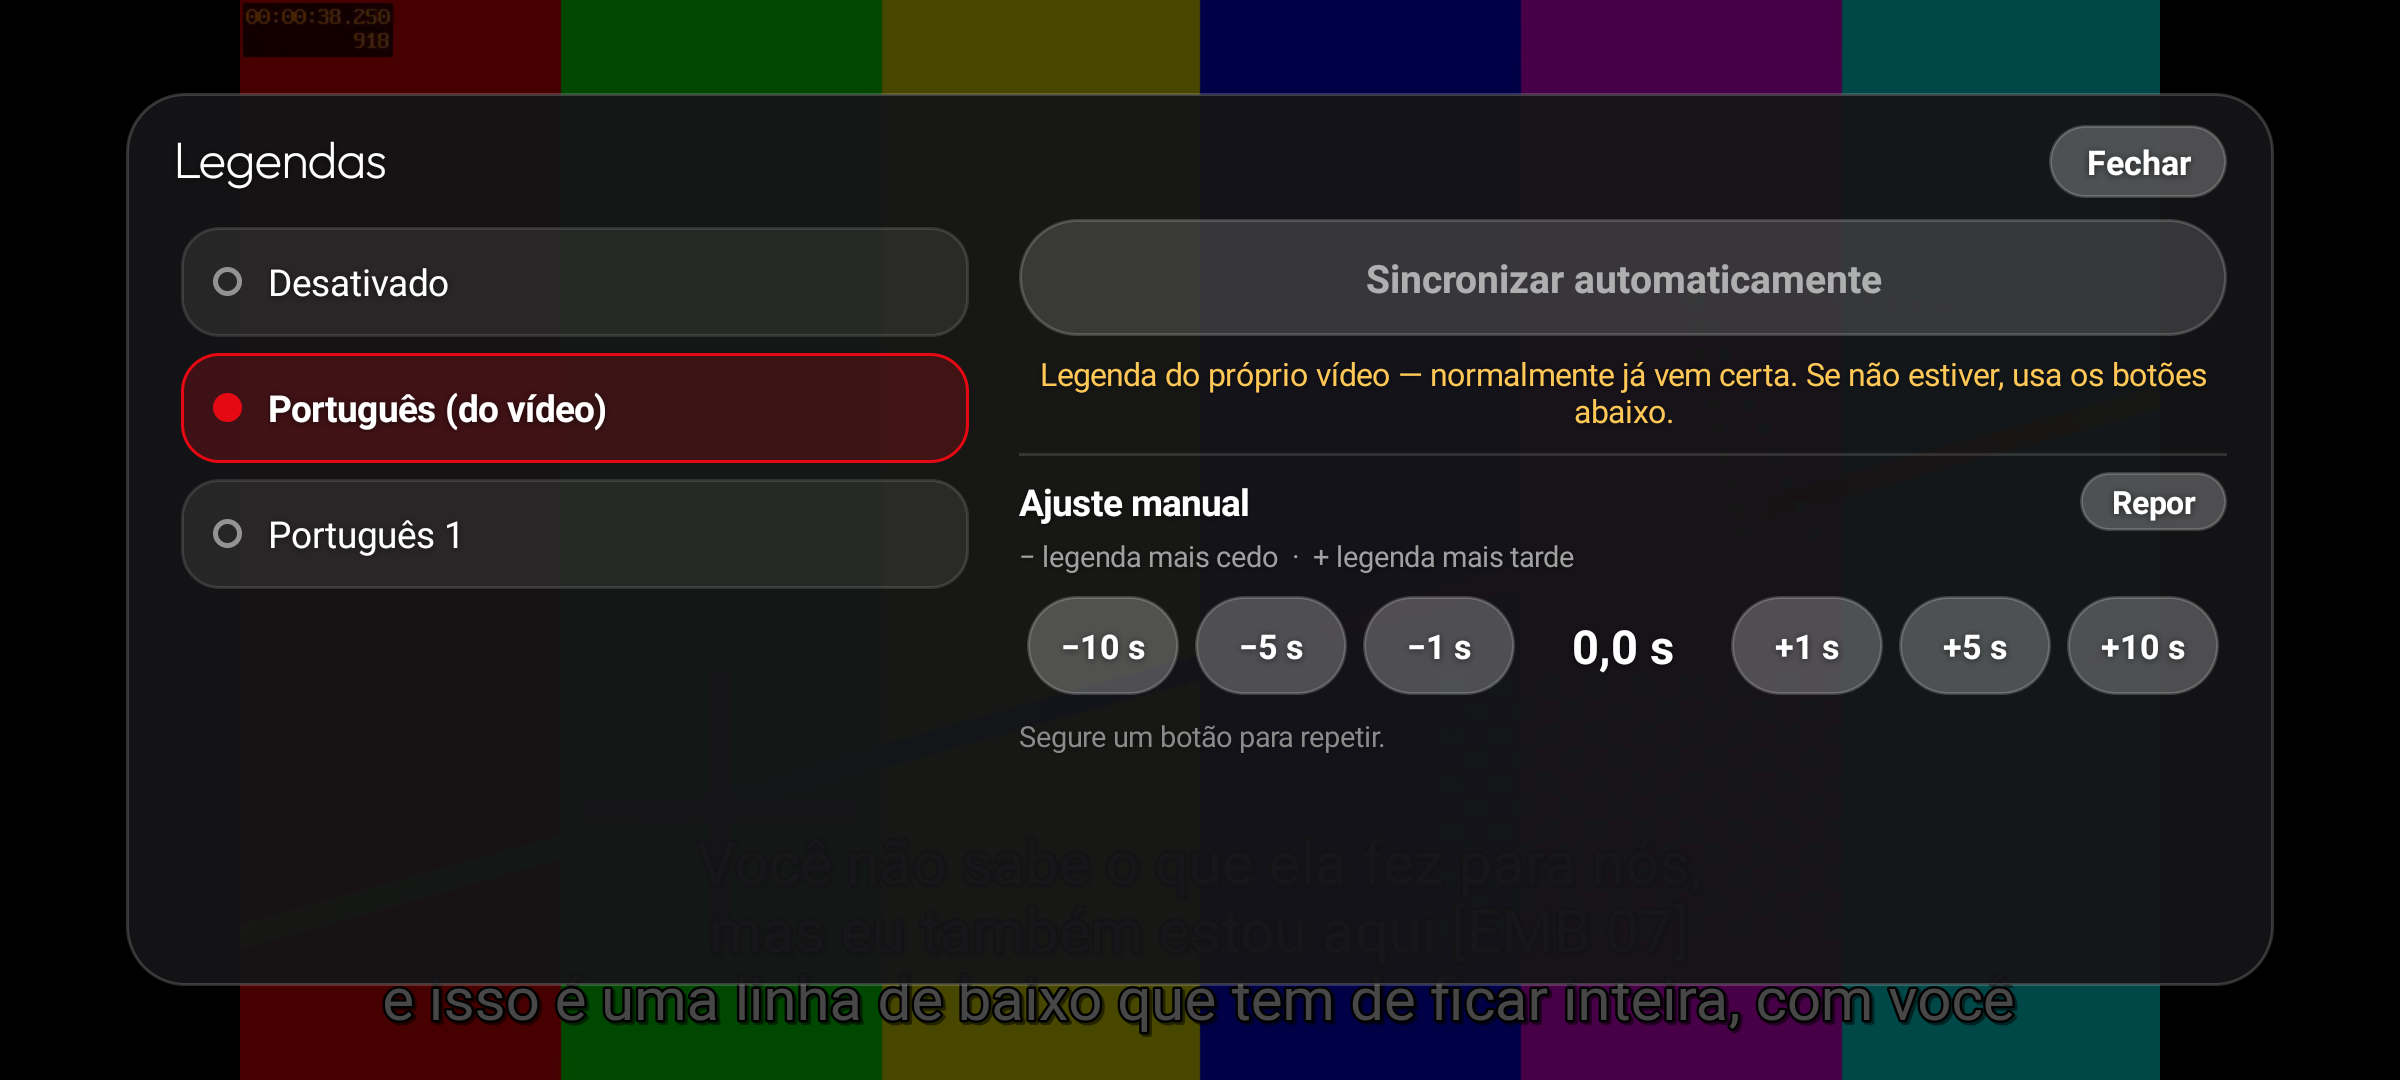 00:00:38.250
918
Legendas
Fechar
Desativado
Português (do vídeo)
Português 1
Sincronizar automaticamente
Legenda do próprio vídeo — normalmente já vem certa. Se não estiver, usa os botões
abaixo.
Ajuste manual
Repor
− legenda mais cedo · + legenda mais tarde
−10 s
−5 s
−1 s
0,0 s
+1 s
+5 s
+10 s
Segure um botão para repetir.
Você não sabe o que ela fez para nós,
mas eu também estou aqui [EMB 07]
e isso é uma linha de baixo que tem de ficar inteira, com você